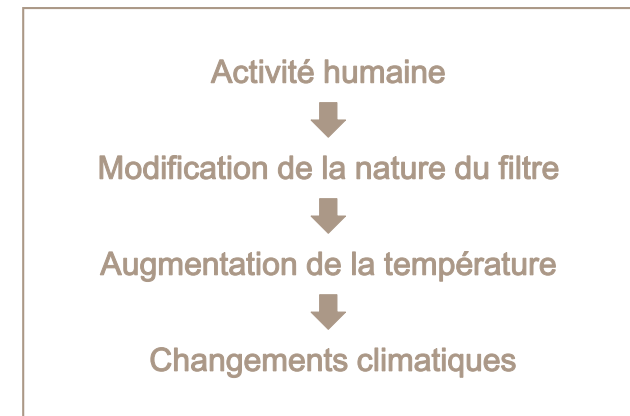 Activité humaine
Modification de la nature du filtre
Augmentation de la température
Changements climatiques